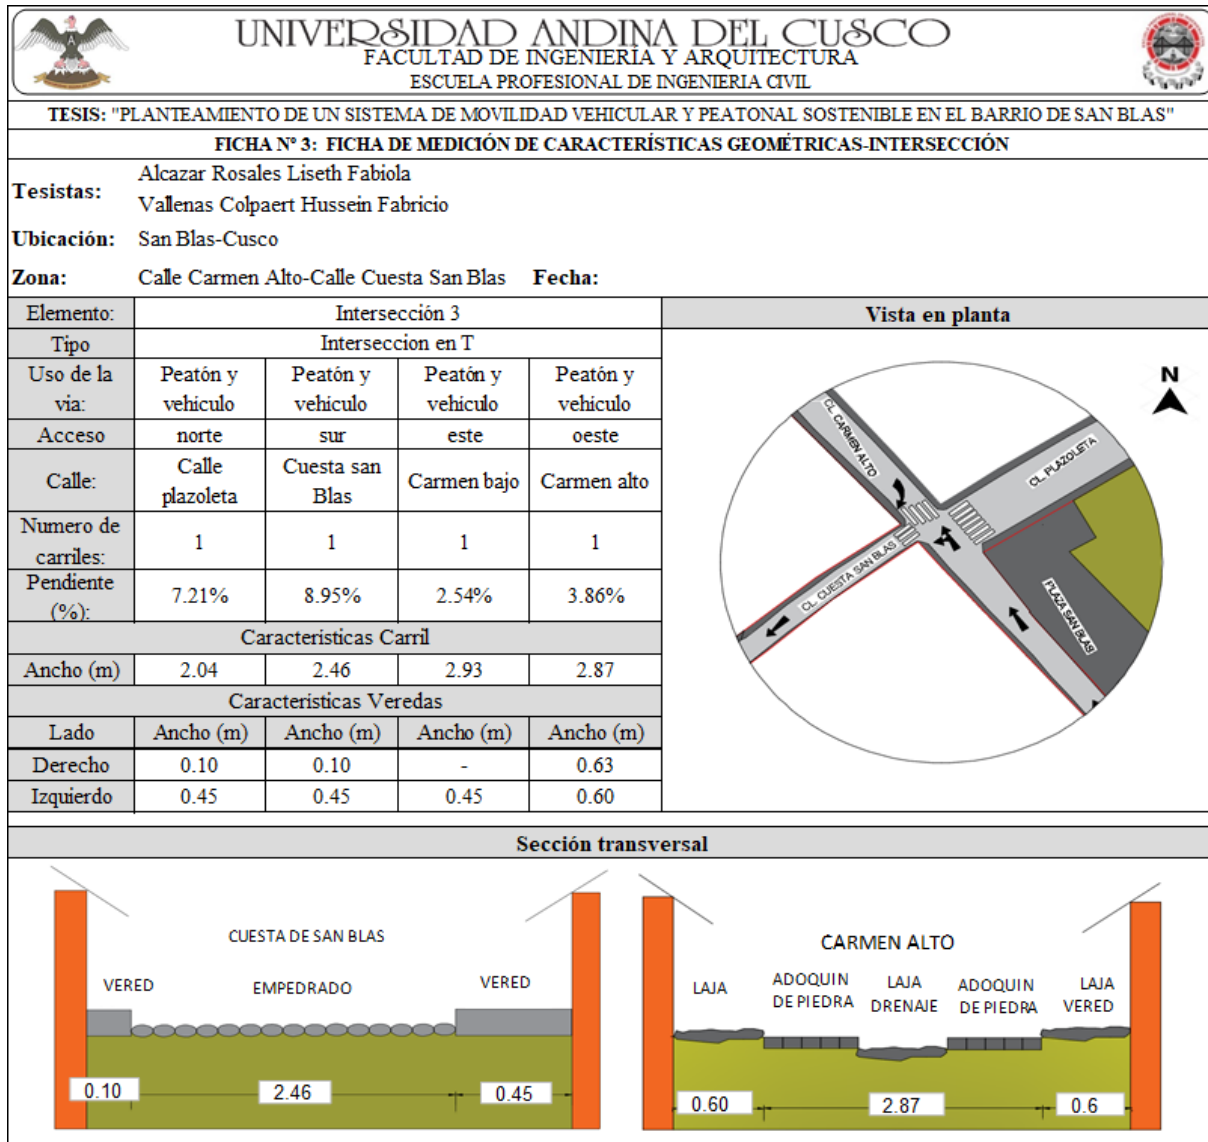 UNIVERSIDAD ANDINA DEL CUSCO
FACULTAD DE INGENIERÍA Y ARQUITECTURA
ESCUELA PROFESIONAL DE INGENIERIA CIVIL
TESIS: "PLANTEAMIENTO DE UN SISTEMA DE MOVILIDAD VEHICULAR Y PEATONAL SOSTENIBLE EN EL BARRIO DE SAN BLAS"
FICHA Nº 3: FICHA DE MEDICIÓN DE CARACTERÍSTICAS GEOMÉTRICAS-INTERSECCIÓN
Tesistas: Alcazar Rosales Liseth Fabiola
Vallenas Colpaert Hussein Fabricio
Ubicación: San Blas-Cusco
Zona: Calle Carmen Alto-Calle Cuesta San Blas Fecha:
Elemento: Intersección 3
Tipo Interseccion en T
Uso de la via: Peatón y vehiculo Peatón y vehiculo Peatón y vehiculo Peatón y vehiculo
Acceso norte sur este oeste
Calle: Calle plazoleta Cuesta san Blas Carmen bajo Carmen alto
Numero de carriles: 1 1 1 1
Pendiente (%): 7.21% 8.95% 2.54% 3.86%
Caracteristicas Carril
Ancho (m) 2.04 2.46 2.93 2.87
Caracteristicas Veredas
Lado Ancho (m) Ancho (m) Ancho (m) Ancho (m)
Derecho 0.10 0.10 - 0.63
Izquierdo 0.45 0.45 0.45 0.60
Vista en planta
N
CL. CARMEN ALTO
CL. PLAZOLETA
CL. CUESTA SAN BLAS
PLAZA SAN BLAS
Sección transversal
CUESTA DE SAN BLAS
VERED EMPEDRADO VERED
0.10 2.46 0.45
CARMEN ALTO
LAJA ADOQUIN DE PIEDRA LAJA DRENAJE ADOQUIN DE PIEDRA LAJA VERED
0.60 2.87 0.6